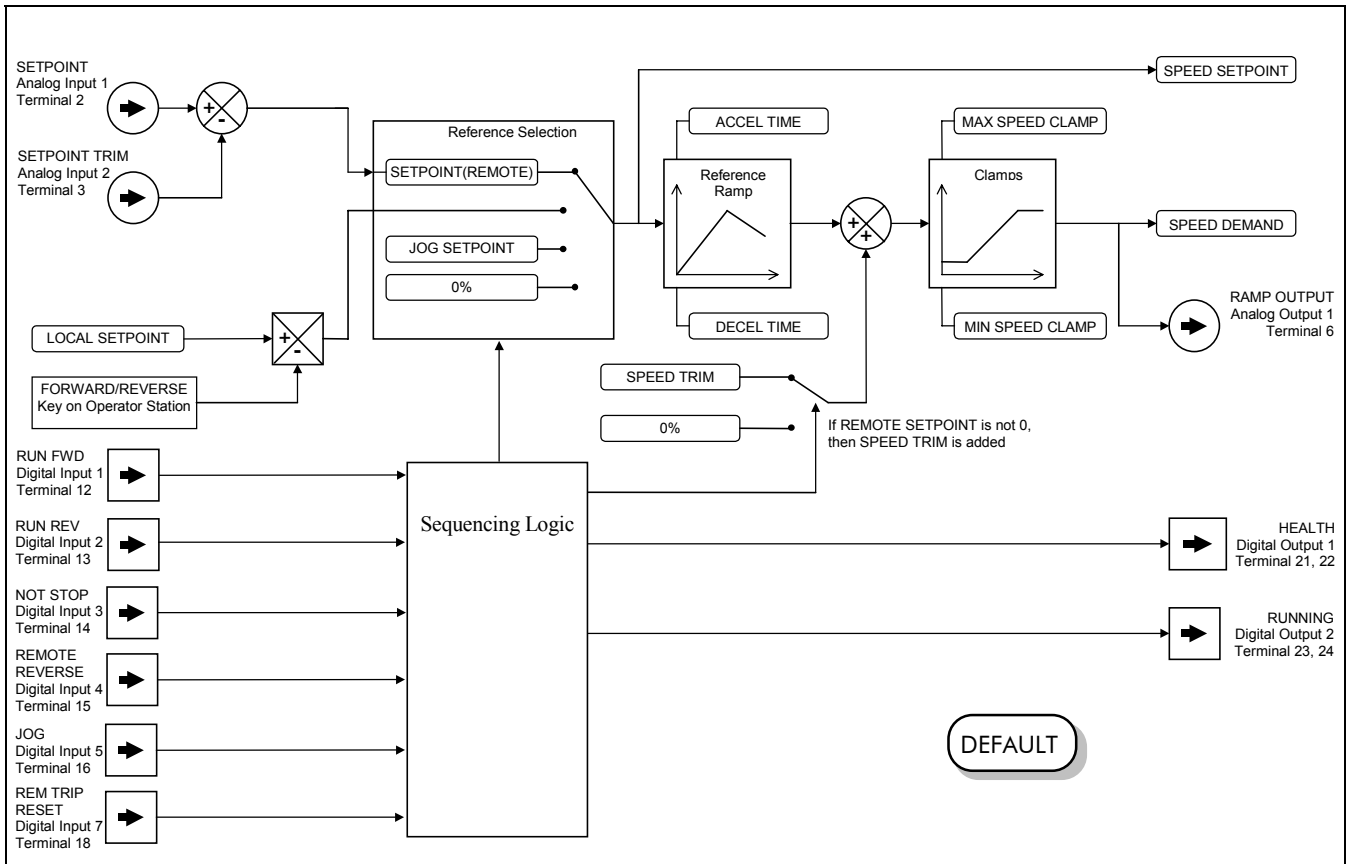 SETPOINT
Analog Input 1
Terminal 2
+
-
SETPOINT TRIM
Analog Input 2
Terminal 3
Reference Selection
SETPOINT(REMOTE)
JOG SETPOINT
0%
SPEED SETPOINT
ACCEL TIME
Reference
Ramp
DECEL TIME
+
+
MAX SPEED CLAMP
Clamps
MIN SPEED CLAMP
SPEED DEMAND
RAMP OUTPUT
Analog Output 1
Terminal 6
LOCAL SETPOINT
+
-
FORWARD/REVERSE
Key on Operator Station
SPEED TRIM
0%
If REMOTE SETPOINT is not 0,
then SPEED TRIM is added
RUN FWD
Digital Input 1
Terminal 12
RUN REV
Digital Input 2
Terminal 13
NOT STOP
Digital Input 3
Terminal 14
REMOTE
REVERSE
Digital Input 4
Terminal 15
JOG
Digital Input 5
Terminal 16
REM TRIP
RESET
Digital Input 7
Terminal 18
Sequencing Logic
HEALTH
Digital Output 1
Terminal 21, 22
RUNNING
Digital Output 2
Terminal 23, 24
DEFAULT